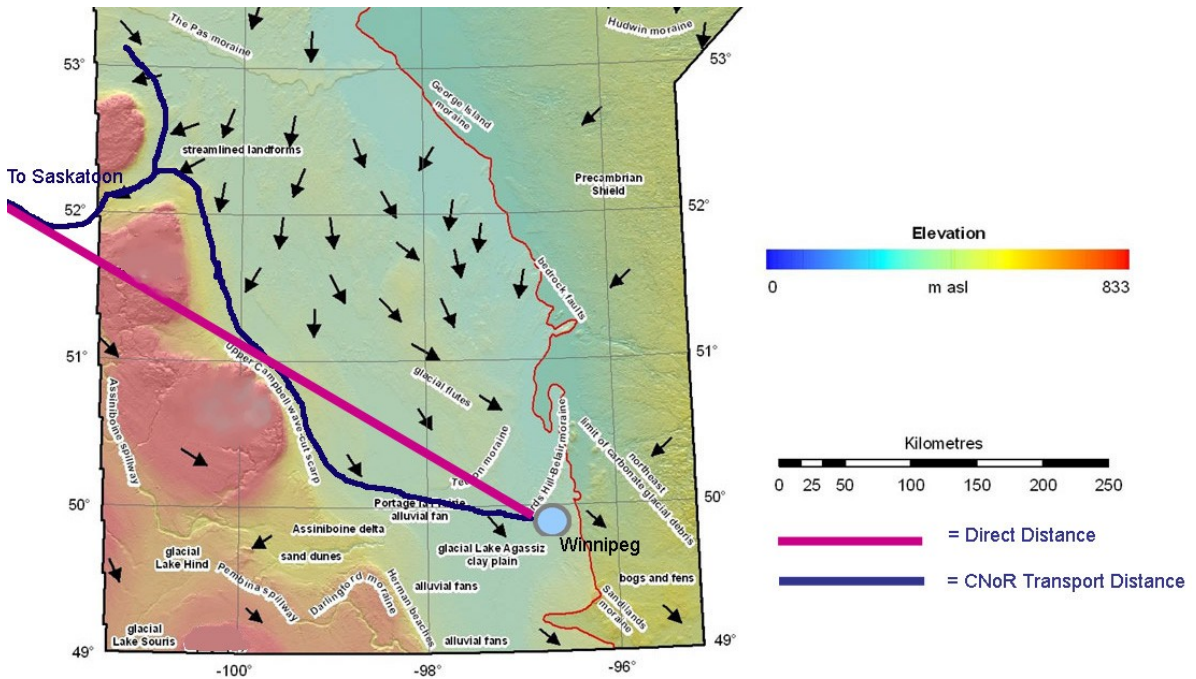 The Pas moraine
Hudwin moraine
53°
53°
George Island
moraine
streamlined landforms
To Saskatoon
Precambrian
Shield
52°
52°
Elevation
0
m asl
833
bedrock faults
51°
51°
Upper Campbell wave-cut scarp
glacial flutes
Assiniboine spillway
moraine
rds Hill-Belair moraine
limit of carbonate glacial debris
northeast
Kilometres
0 25 50 100 150 200 250
50°
50°
Portage
alluvial fan
Assiniboine delta
Winnipeg
= Direct Distance
glacial Lake Agassiz
clay plain
sand dunes
glacial
Lake Hind
= CNoR Transport Distance
bogs and fens
alluvial fans
Pembina spillway
Darlingford moraine
Herman beaches
Sandilands
moraine
glacial
Lake Souris
alluvial fans
49°
49°
-100°
-98°
-96°